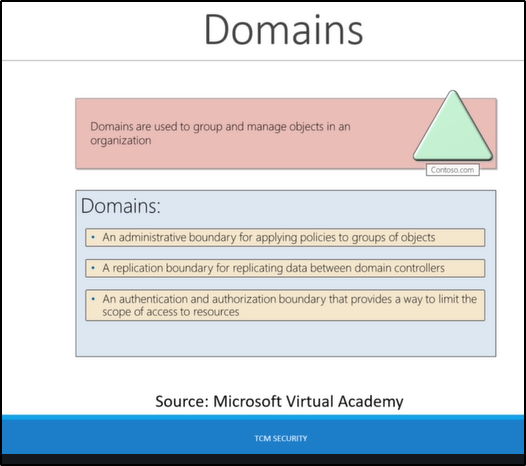 Domains
Domains are used to group and manage objects in an
organization
Contoso.com
Domains:
• An administrative boundary for applying policies to groups of objects
• A replication boundary for replicating data between domain controllers
• An authentication and authorization boundary that provides a way to limit the
scope of access to resources
Source: Microsoft Virtual Academy
TCM SECURITY